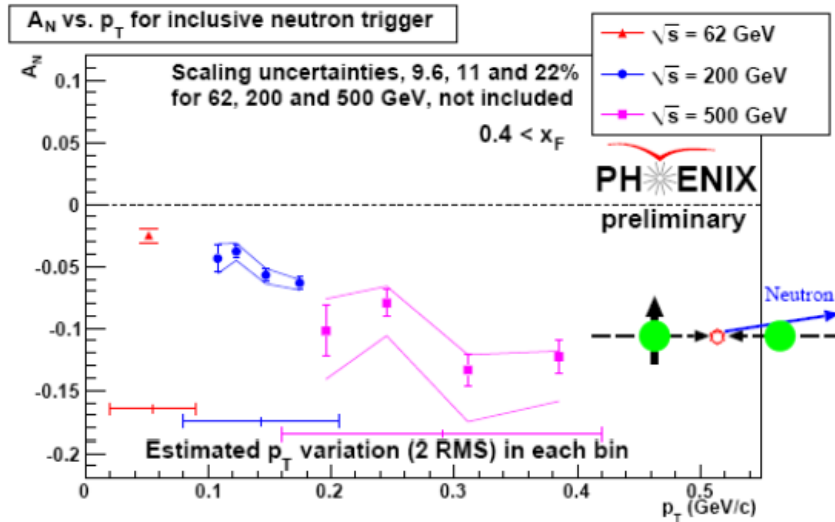 A_N vs. p_T for inclusive neutron trigger
√s = 62 GeV
√s = 200 GeV
√s = 500 GeV
A_N
Scaling uncertainties, 9.6, 11 and 22%
for 62, 200 and 500 GeV, not included
0.4 < x_F
PHENIX
preliminary
Neutron
0.1
0.05
0
-0.05
-0.1
-0.15
-0.2
Estimated p_T variation (2 RMS) in each bin
0 0.1 0.2 0.3 0.4 0.5
p_T (GeV/c)